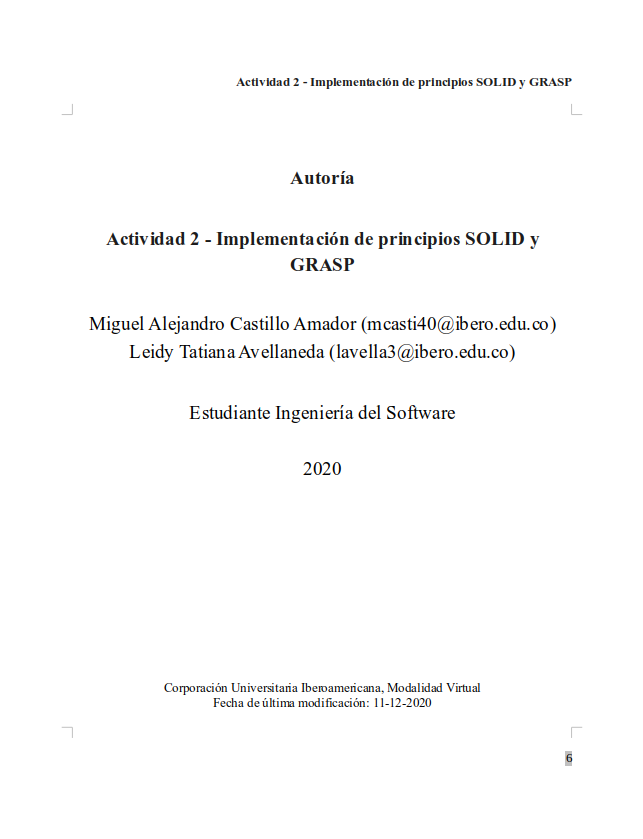 Actividad 2 - Implementación de principios SOLID y GRASP
Autoría
Actividad 2 - Implementación de principios SOLID y
GRASP
Miguel Alejandro Castillo Amador (mcasti40@ibero.edu.co)
Leidy Tatiana Avellaneda (lavella3@ibero.edu.co)
Estudiante Ingeniería del Software
2020
Corporación Universitaria Iberoamericana, Modalidad Virtual
Fecha de última modificación: 11-12-2020
6